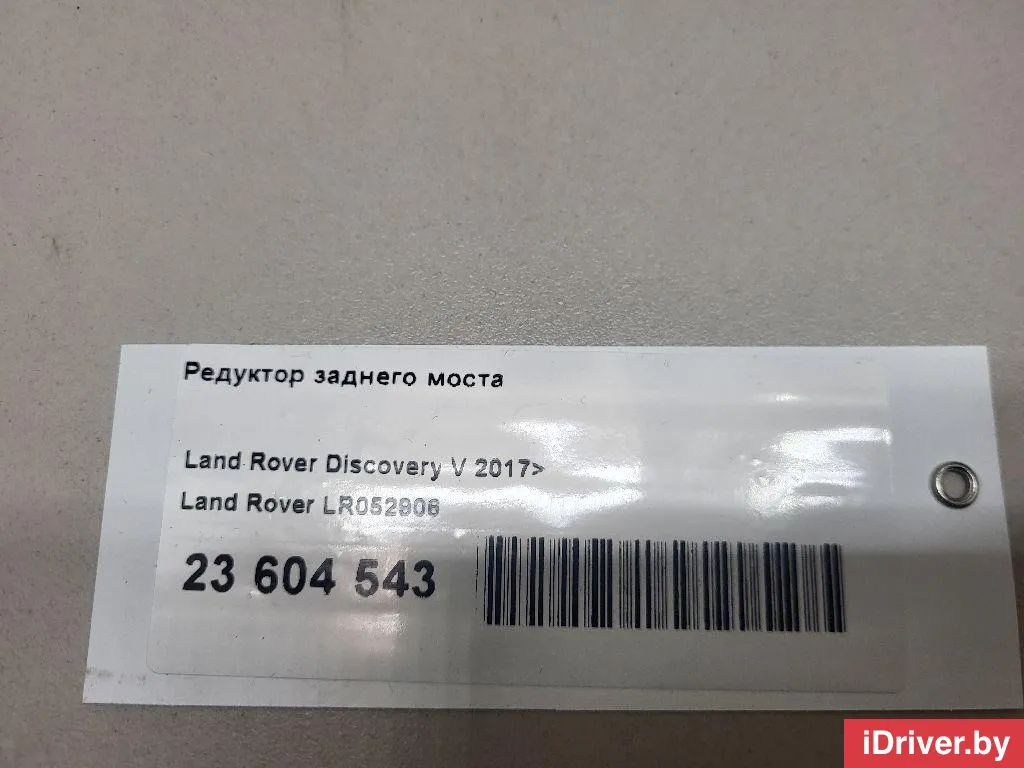 Редуктор заднего моста
Land Rover Discovery V 2017>
Land Rover LR052906
23 604 543
iDriver.by